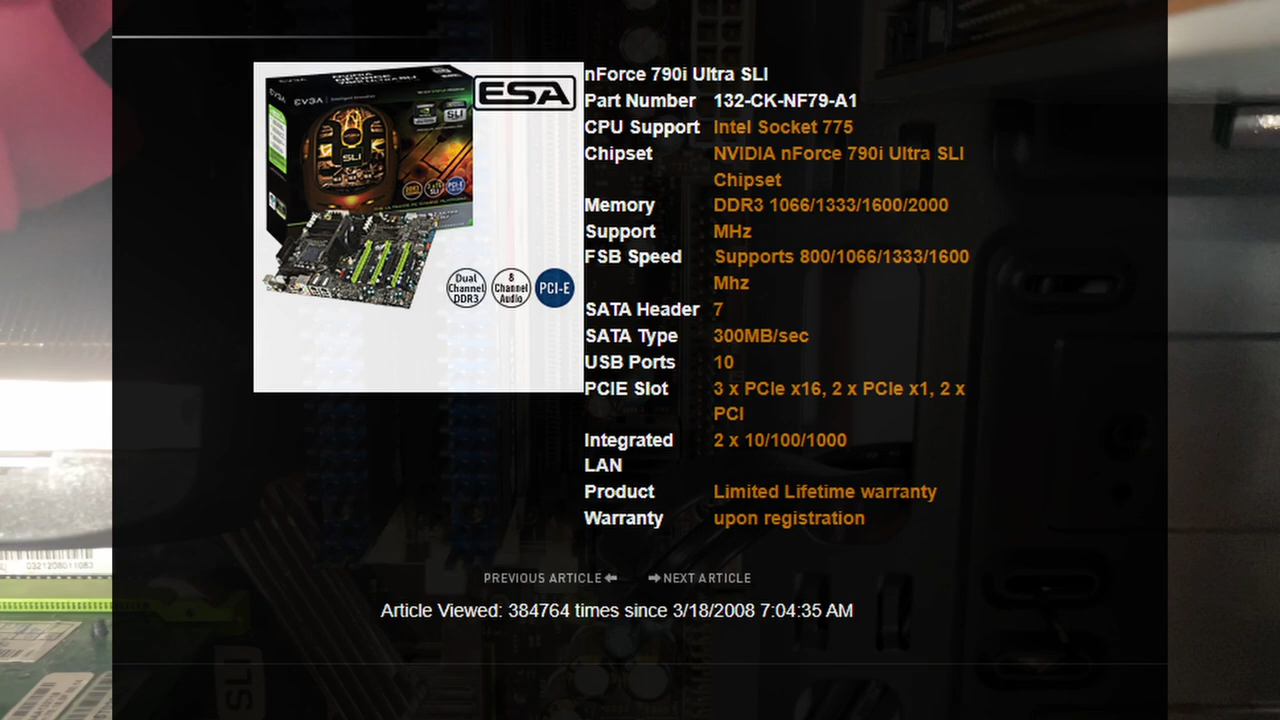 ESA
EVGA
SLI
Dual
Channel
DDR3
8
Channel
Audio
PCI-E
nForce 790i Ultra SLI
Part Number 132-CK-NF79-A1
CPU Support Intel Socket 775
Chipset NVIDIA nForce 790i Ultra SLI
Chipset
Memory DDR3 1066/1333/1600/2000
Support MHz
FSB Speed Supports 800/1066/1333/1600
Mhz
SATA Header 7
SATA Type 300MB/sec
USB Ports 10
PCIE Slot 3 x PCIe x16, 2 x PCIe x1, 2 x
PCI
Integrated 2 x 10/100/1000
LAN
Product Limited Lifetime warranty
Warranty upon registration
PREVIOUS ARTICLE NEXT ARTICLE
Article Viewed: 384764 times since 3/18/2008 7:04:35 AM
SLI